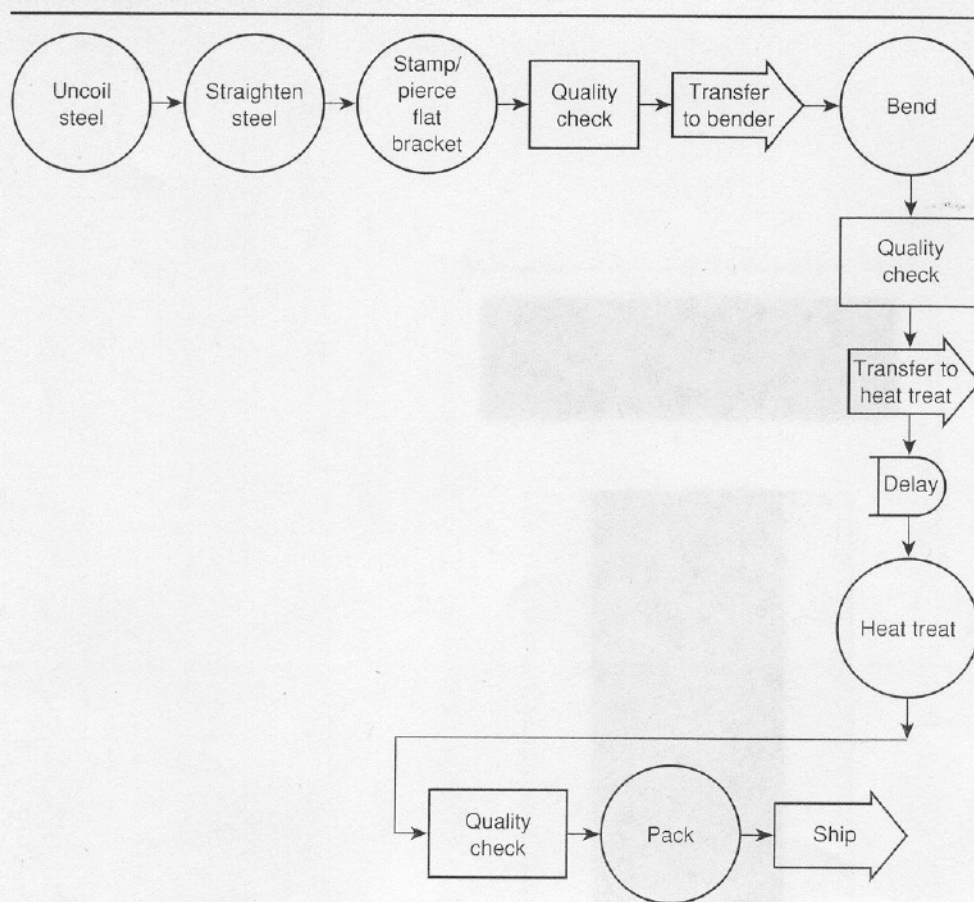 Uncoil
steel
Straighten
steel
Stamp/
pierce
flat
bracket
Quality
check
Transfer
to bender
Bend
Quality
check
Transfer to
heat treat
Delay
Heat treat
Quality
check
Pack
Ship